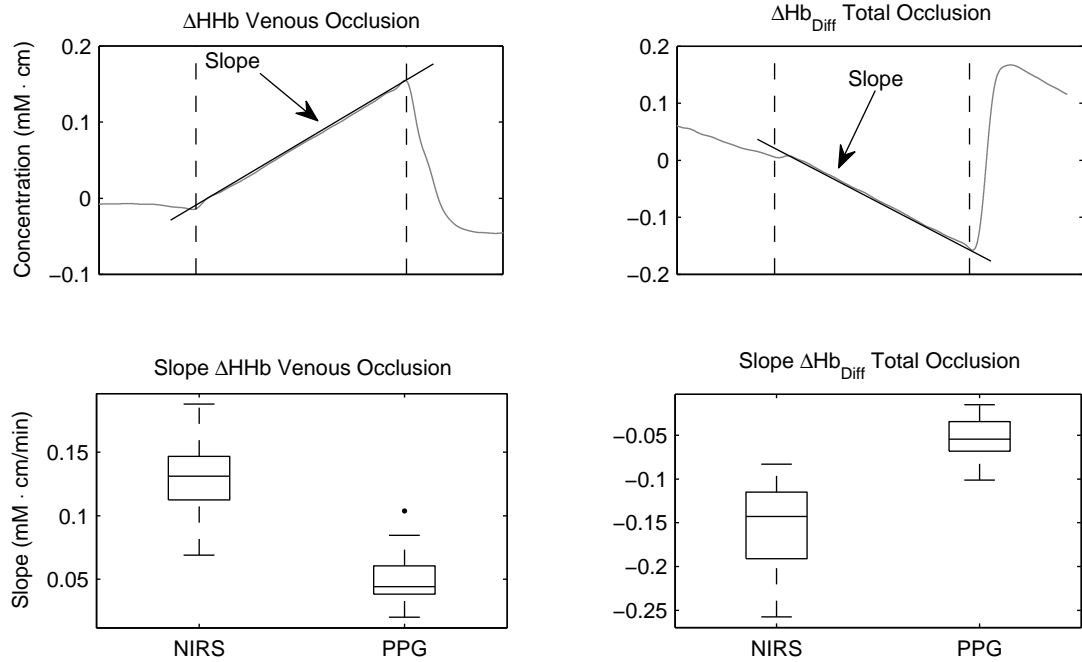 ΔHHb Venous Occlusion
Concentration (mM · cm)
0.2
0.1
0
−0.1
Slope
ΔHb_Diff Total Occlusion
0.2
0.1
0
−0.1
−0.2
Slope
Slope ΔHHb Venous Occlusion
Slope (mM · cm/min)
0.15
0.1
0.05
NIRS
PPG
Slope ΔHb_Diff Total Occlusion
−0.05
−0.1
−0.15
−0.2
−0.25
NIRS
PPG